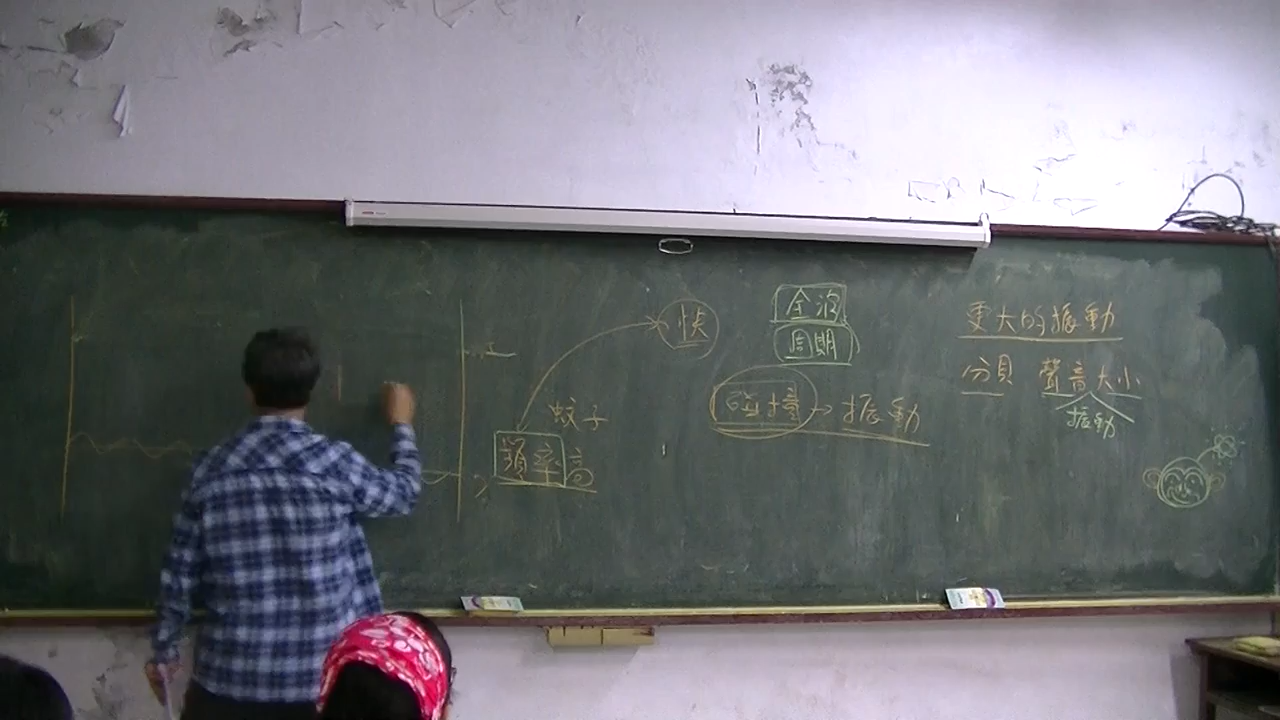 快
蚊子
頻率高
全波
周期
碰撞→振動
更大的振動
分貝 聲音大小
振動